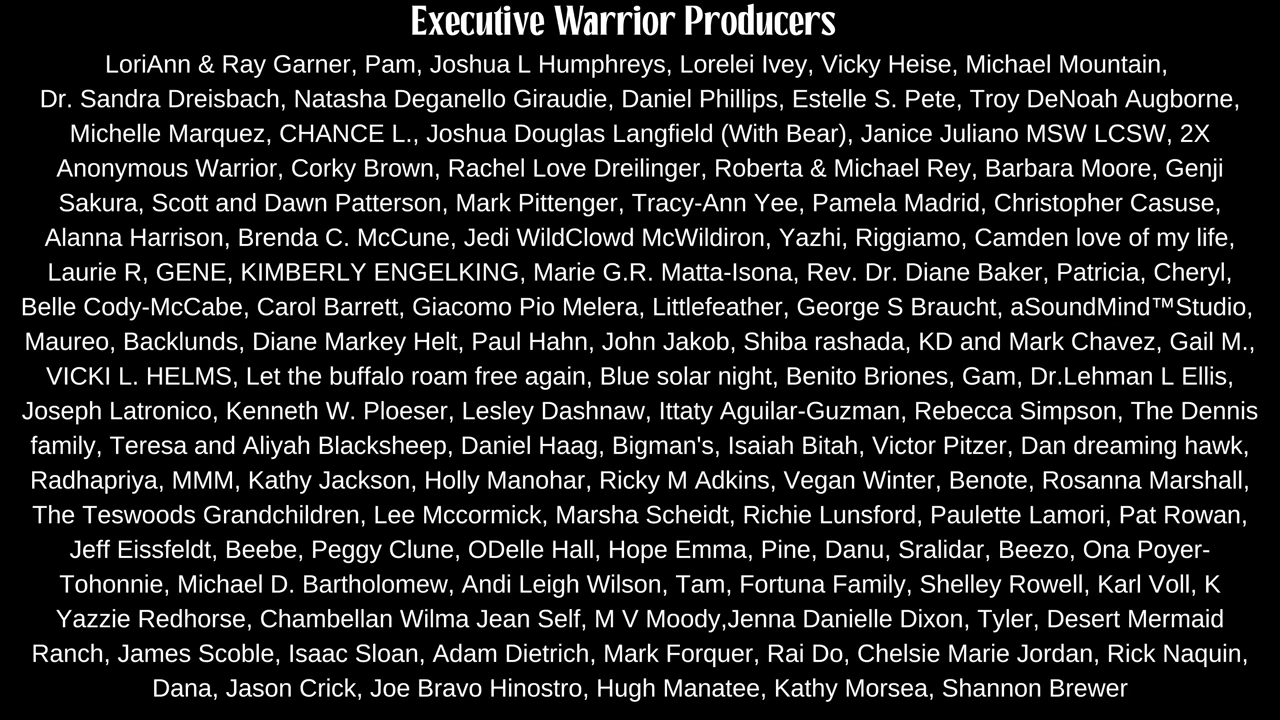 Executive Warrior Producers
LoriAnn & Ray Garner, Pam, Joshua L Humphreys, Lorelei Ivey, Vicky Heise, Michael Mountain,
Dr. Sandra Dreisbach, Natasha Deganello Giraudie, Daniel Phillips, Estelle S. Pete, Troy DeNoah Augborne,
Michelle Marquez, CHANCE L., Joshua Douglas Langfield (With Bear), Janice Juliano MSW LCSW, 2X
Anonymous Warrior, Corky Brown, Rachel Love Dreilinger, Roberta & Michael Rey, Barbara Moore, Genji
Sakura, Scott and Dawn Patterson, Mark Pittenger, Tracy-Ann Yee, Pamela Madrid, Christopher Casuse,
Alanna Harrison, Brenda C. McCune, Jedi WildClowd McWildiron, Yazhi, Riggiamo, Camden love of my life,
Laurie R, GENE, KIMBERLY ENGELKING, Marie G.R. Matta-Isona, Rev. Dr. Diane Baker, Patricia, Cheryl,
Belle Cody-McCabe, Carol Barrett, Giacomo Pio Melera, Littlefeather, George S Braucht, aSoundMind™Studio,
Maureo, Backlunds, Diane Markey Helt, Paul Hahn, John Jakob, Shiba rashada, KD and Mark Chavez, Gail M.,
VICKI L. HELMS, Let the buffalo roam free again, Blue solar night, Benito Briones, Gam, Dr.Lehman L Ellis,
Joseph Latronico, Kenneth W. Ploeser, Lesley Dashnaw, Ittaty Aguilar-Guzman, Rebecca Simpson, The Dennis
family, Teresa and Aliyah Blacksheep, Daniel Haag, Bigman's, Isaiah Bitah, Victor Pitzer, Dan dreaming hawk,
Radhapriya, MMM, Kathy Jackson, Holly Manohar, Ricky M Adkins, Vegan Winter, Benote, Rosanna Marshall,
The Teswoods Grandchildren, Lee Mccormick, Marsha Scheidt, Richie Lunsford, Paulette Lamori, Pat Rowan,
Jeff Eissfeldt, Beebe, Peggy Clune, ODelle Hall, Hope Emma, Pine, Danu, Sralidar, Beezo, Ona Poyer-
Tohonnie, Michael D. Bartholomew, Andi Leigh Wilson, Tam, Fortuna Family, Shelley Rowell, Karl Voll, K
Yazzie Redhorse, Chambellan Wilma Jean Self, M V Moody,Jenna Danielle Dixon, Tyler, Desert Mermaid
Ranch, James Scoble, Isaac Sloan, Adam Dietrich, Mark Forquer, Rai Do, Chelsie Marie Jordan, Rick Naquin,
Dana, Jason Crick, Joe Bravo Hinostro, Hugh Manatee, Kathy Morsea, Shannon Brewer